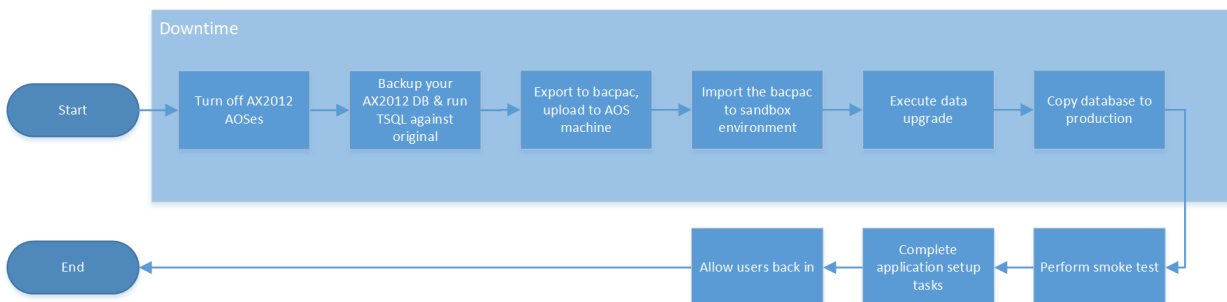 Downtime
Start
Turn off AX2012
AOSes
Backup your
AX2012 DB & run
TSQL against
original
Export to bacpac,
upload to AOS
machine
Import the bacpac
to sandbox
environment
Execute data
upgrade
Copy database to
production
Perform smoke test
Complete
application setup
tasks
Allow users back in
End